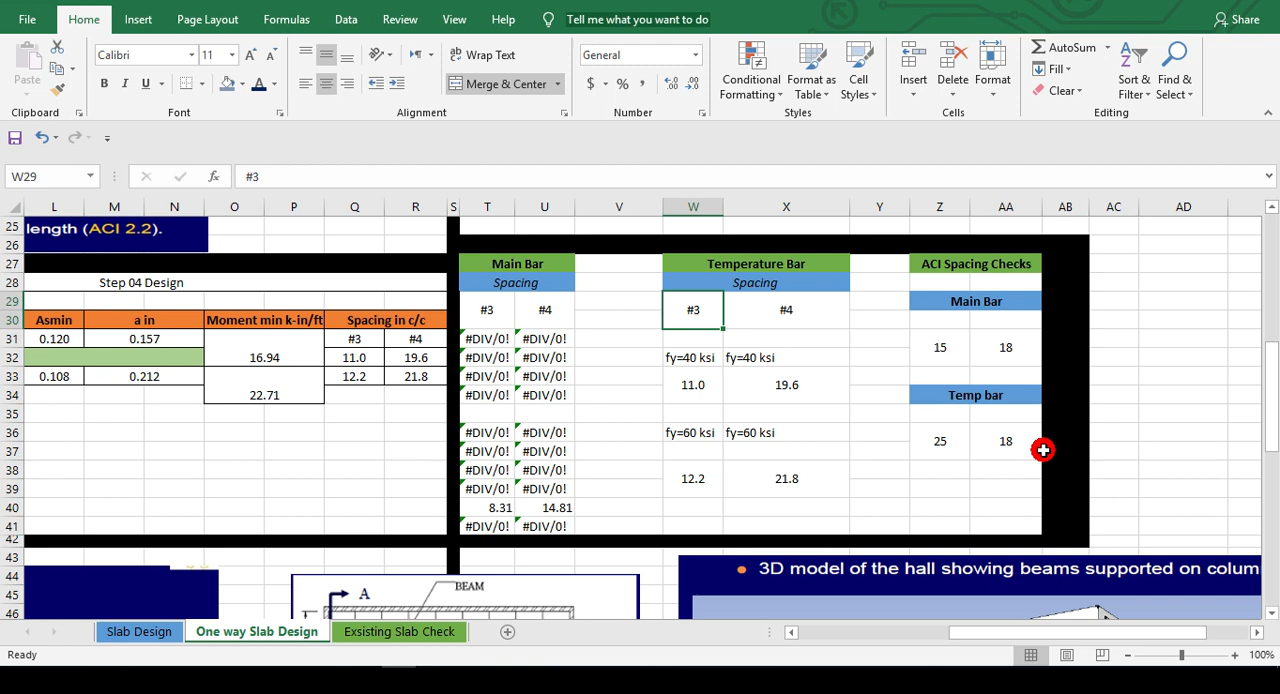 File Home Insert Page Layout Formulas Data Review View Help Tell me what you want to do Share
Paste Calibri 11 Wrap Text General Conditional Format as Cell Insert Delete Format AutoSum Sort & Find &
B I U Merge & Center $ % Formatting Table Styles Fill Filter Select
Clear
Clipboard Font Alignment Number Styles Cells Editing
W29 fx #3
L M N O P Q R S T U V W X Y Z AA AB AC AD
25 length (ACI 2.2).
26
27 Main Bar Temperature Bar ACI Spacing Checks
28 Step 04 Design Spacing Spacing
29 #3 #4 #3 #4 Main Bar
30 Asmin a in Moment min k-in/ft Spacing in c/c
31 0.120 0.157 #3 #4 #DIV/0! #DIV/0! 15 18
32 16.94 11.0 19.6 #DIV/0! #DIV/0! fy=40 ksi fy=40 ksi
33 0.108 0.212 12.2 21.8 #DIV/0! #DIV/0! 11.0 19.6
34 22.71 #DIV/0! #DIV/0! Temp bar
35
36 #DIV/0! #DIV/0! fy=60 ksi fy=60 ksi 25 18
37 #DIV/0! #DIV/0!
38 #DIV/0! #DIV/0! 12.2 21.8
39 #DIV/0! #DIV/0!
40 8.31 14.81
41 #DIV/0! #DIV/0!
42
43 3D model of the hall showing beams supported on colum
44 A BEAM
45
46
Slab Design One way Slab Design Exsisting Slab Check
Ready 100%